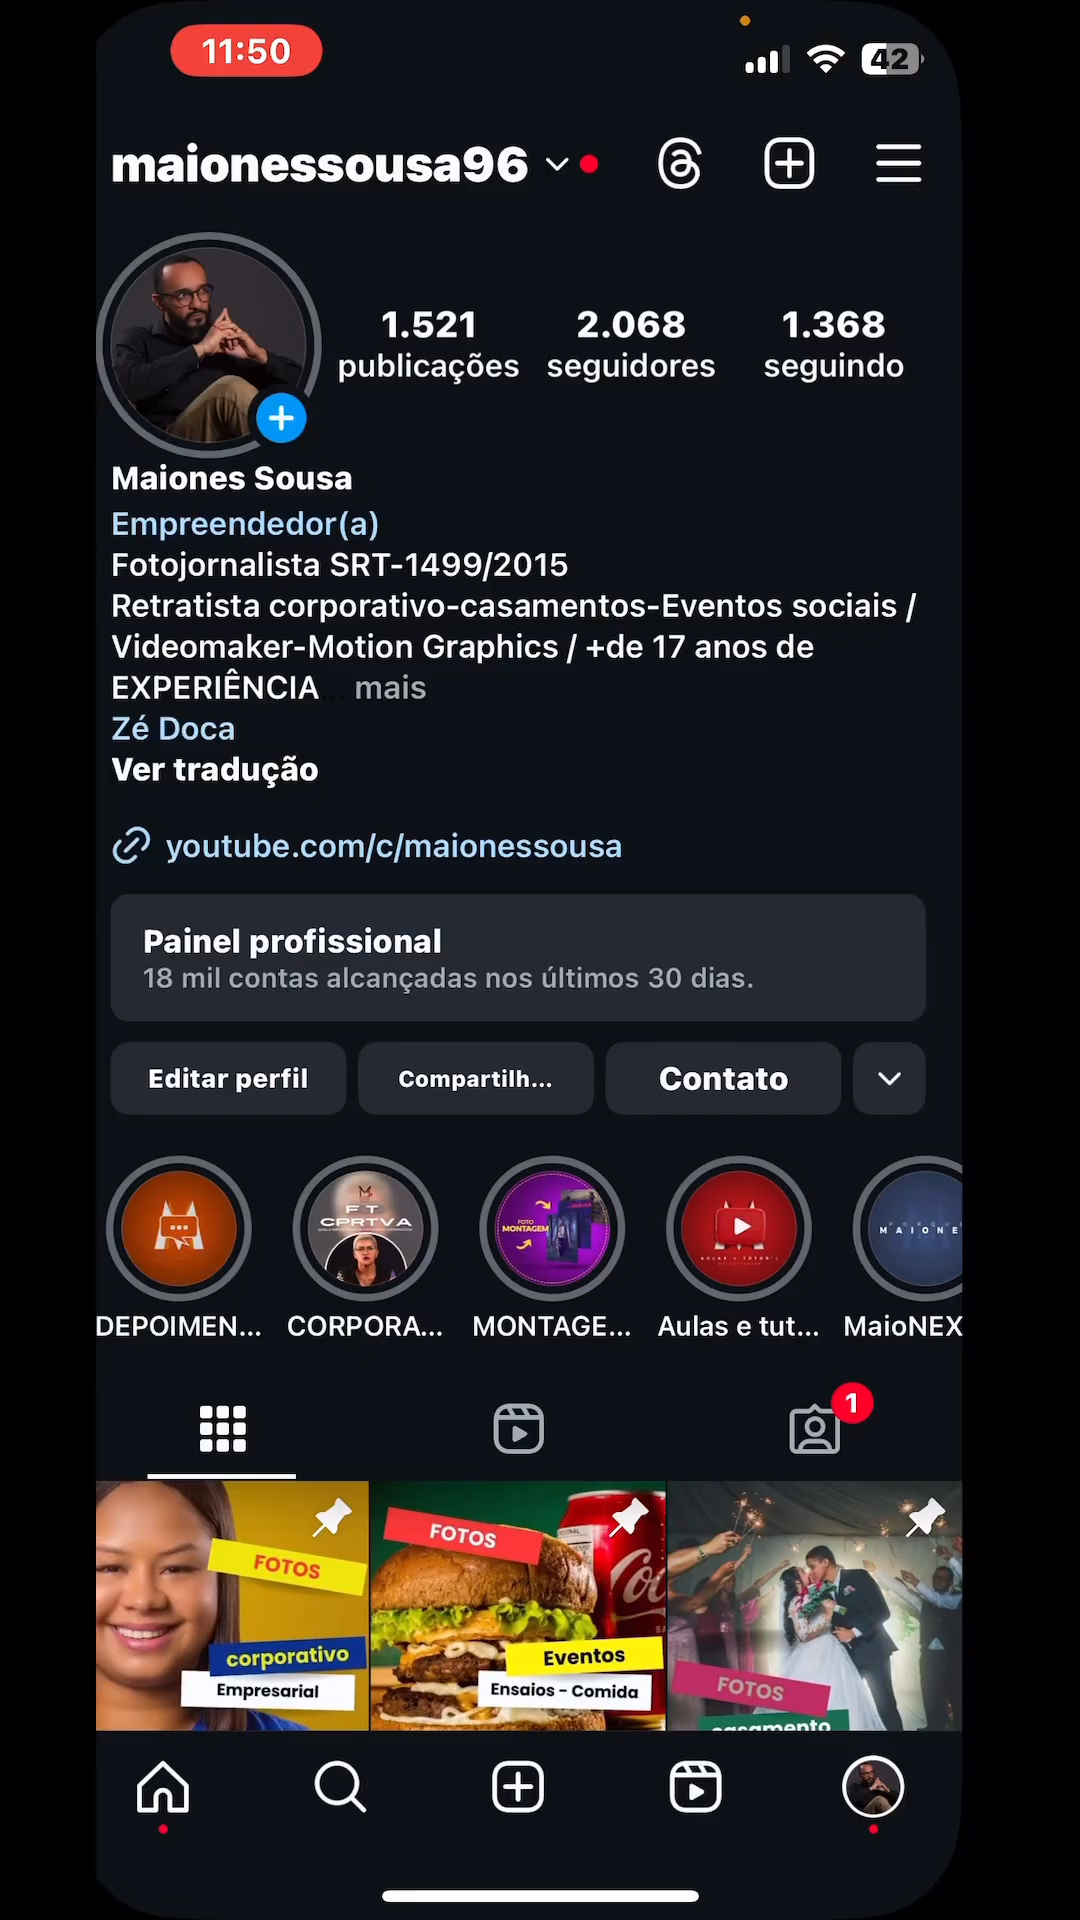 11:50
42
maionessousa96
1.521
publicações
2.068
seguidores
1.368
seguindo
Maiones Sousa
Empreendedor(a)
Fotojornalista SRT-1499/2015
Retratista corporativo-casamentos-Eventos sociais /
Videomaker-Motion Graphics / +de 17 anos de
EXPERIÊNCIA... mais
Zé Doca
Ver tradução
youtube.com/c/maionessousa
Painel profissional
18 mil contas alcançadas nos últimos 30 dias.
Editar perfil
Compartilh...
Contato
FT
CPRTVA
FOTO
MONTAGEM
MAIONE
DEPOIMEN...
CORPORA...
MONTAGE...
Aulas e tut...
MaioNEX
1
FOTOS
corporativo
Empresarial
FOTOS
Eventos
Ensaios - Comida
FOTOS
casamento